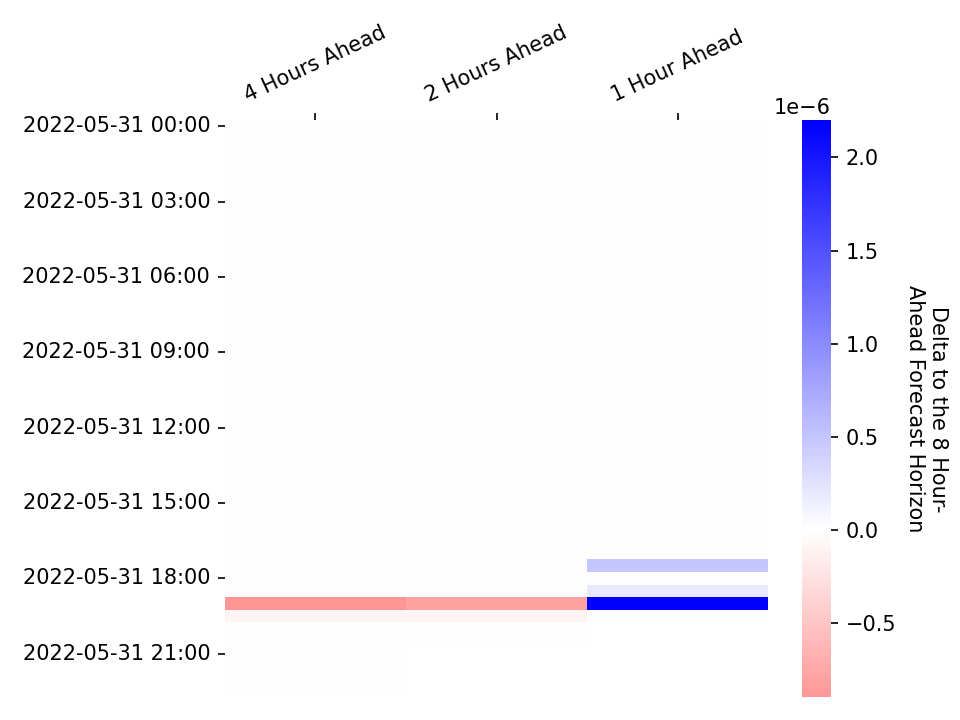 4 Hours Ahead
2 Hours Ahead
1 Hour Ahead
1e−6
2022-05-31 00:00
2022-05-31 03:00
2022-05-31 06:00
2022-05-31 09:00
2022-05-31 12:00
2022-05-31 15:00
2022-05-31 18:00
2022-05-31 21:00
2.0
1.5
1.0
0.5
0.0
−0.5
Delta to the 8 Hour-
Ahead Forecast Horizon